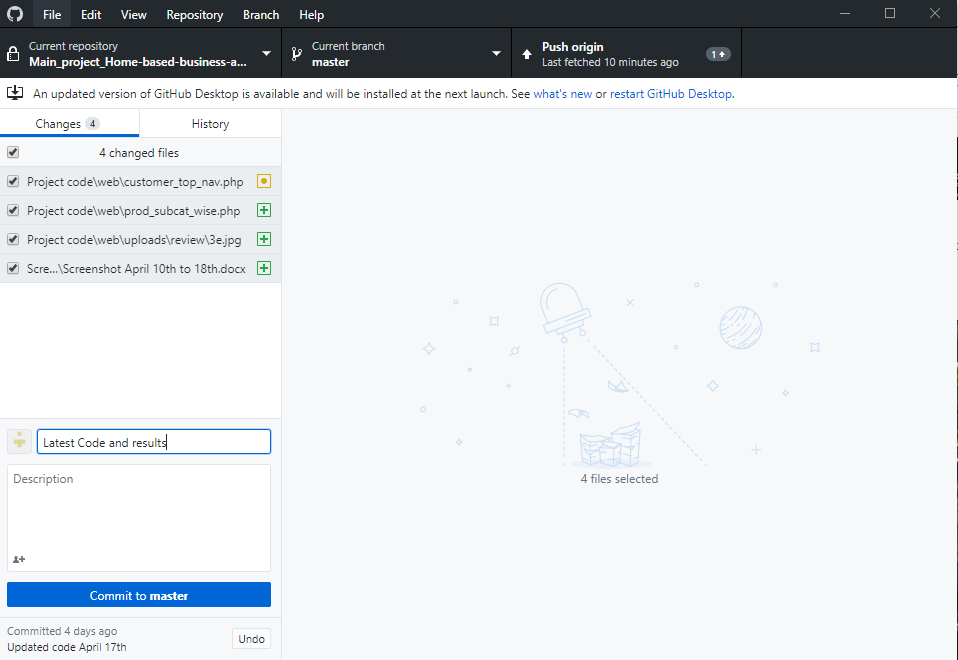 File Edit View Repository Branch Help
Current repository
Main_project_Home-based-business-a...
Current branch
master
Push origin
Last fetched 10 minutes ago
1
An updated version of GitHub Desktop is available and will be installed at the next launch. See what's new or restart GitHub Desktop.
Changes 4
History
4 changed files
Project code\web\customer_top_nav.php
Project code\web\prod_subcat_wise.php
Project code\web\uploads\review\3e.jpg
Scre...\Screenshot April 10th to 18th.docx
4 files selected
Latest Code and results
Description
Commit to master
Committed 4 days ago
Updated code April 17th
Undo